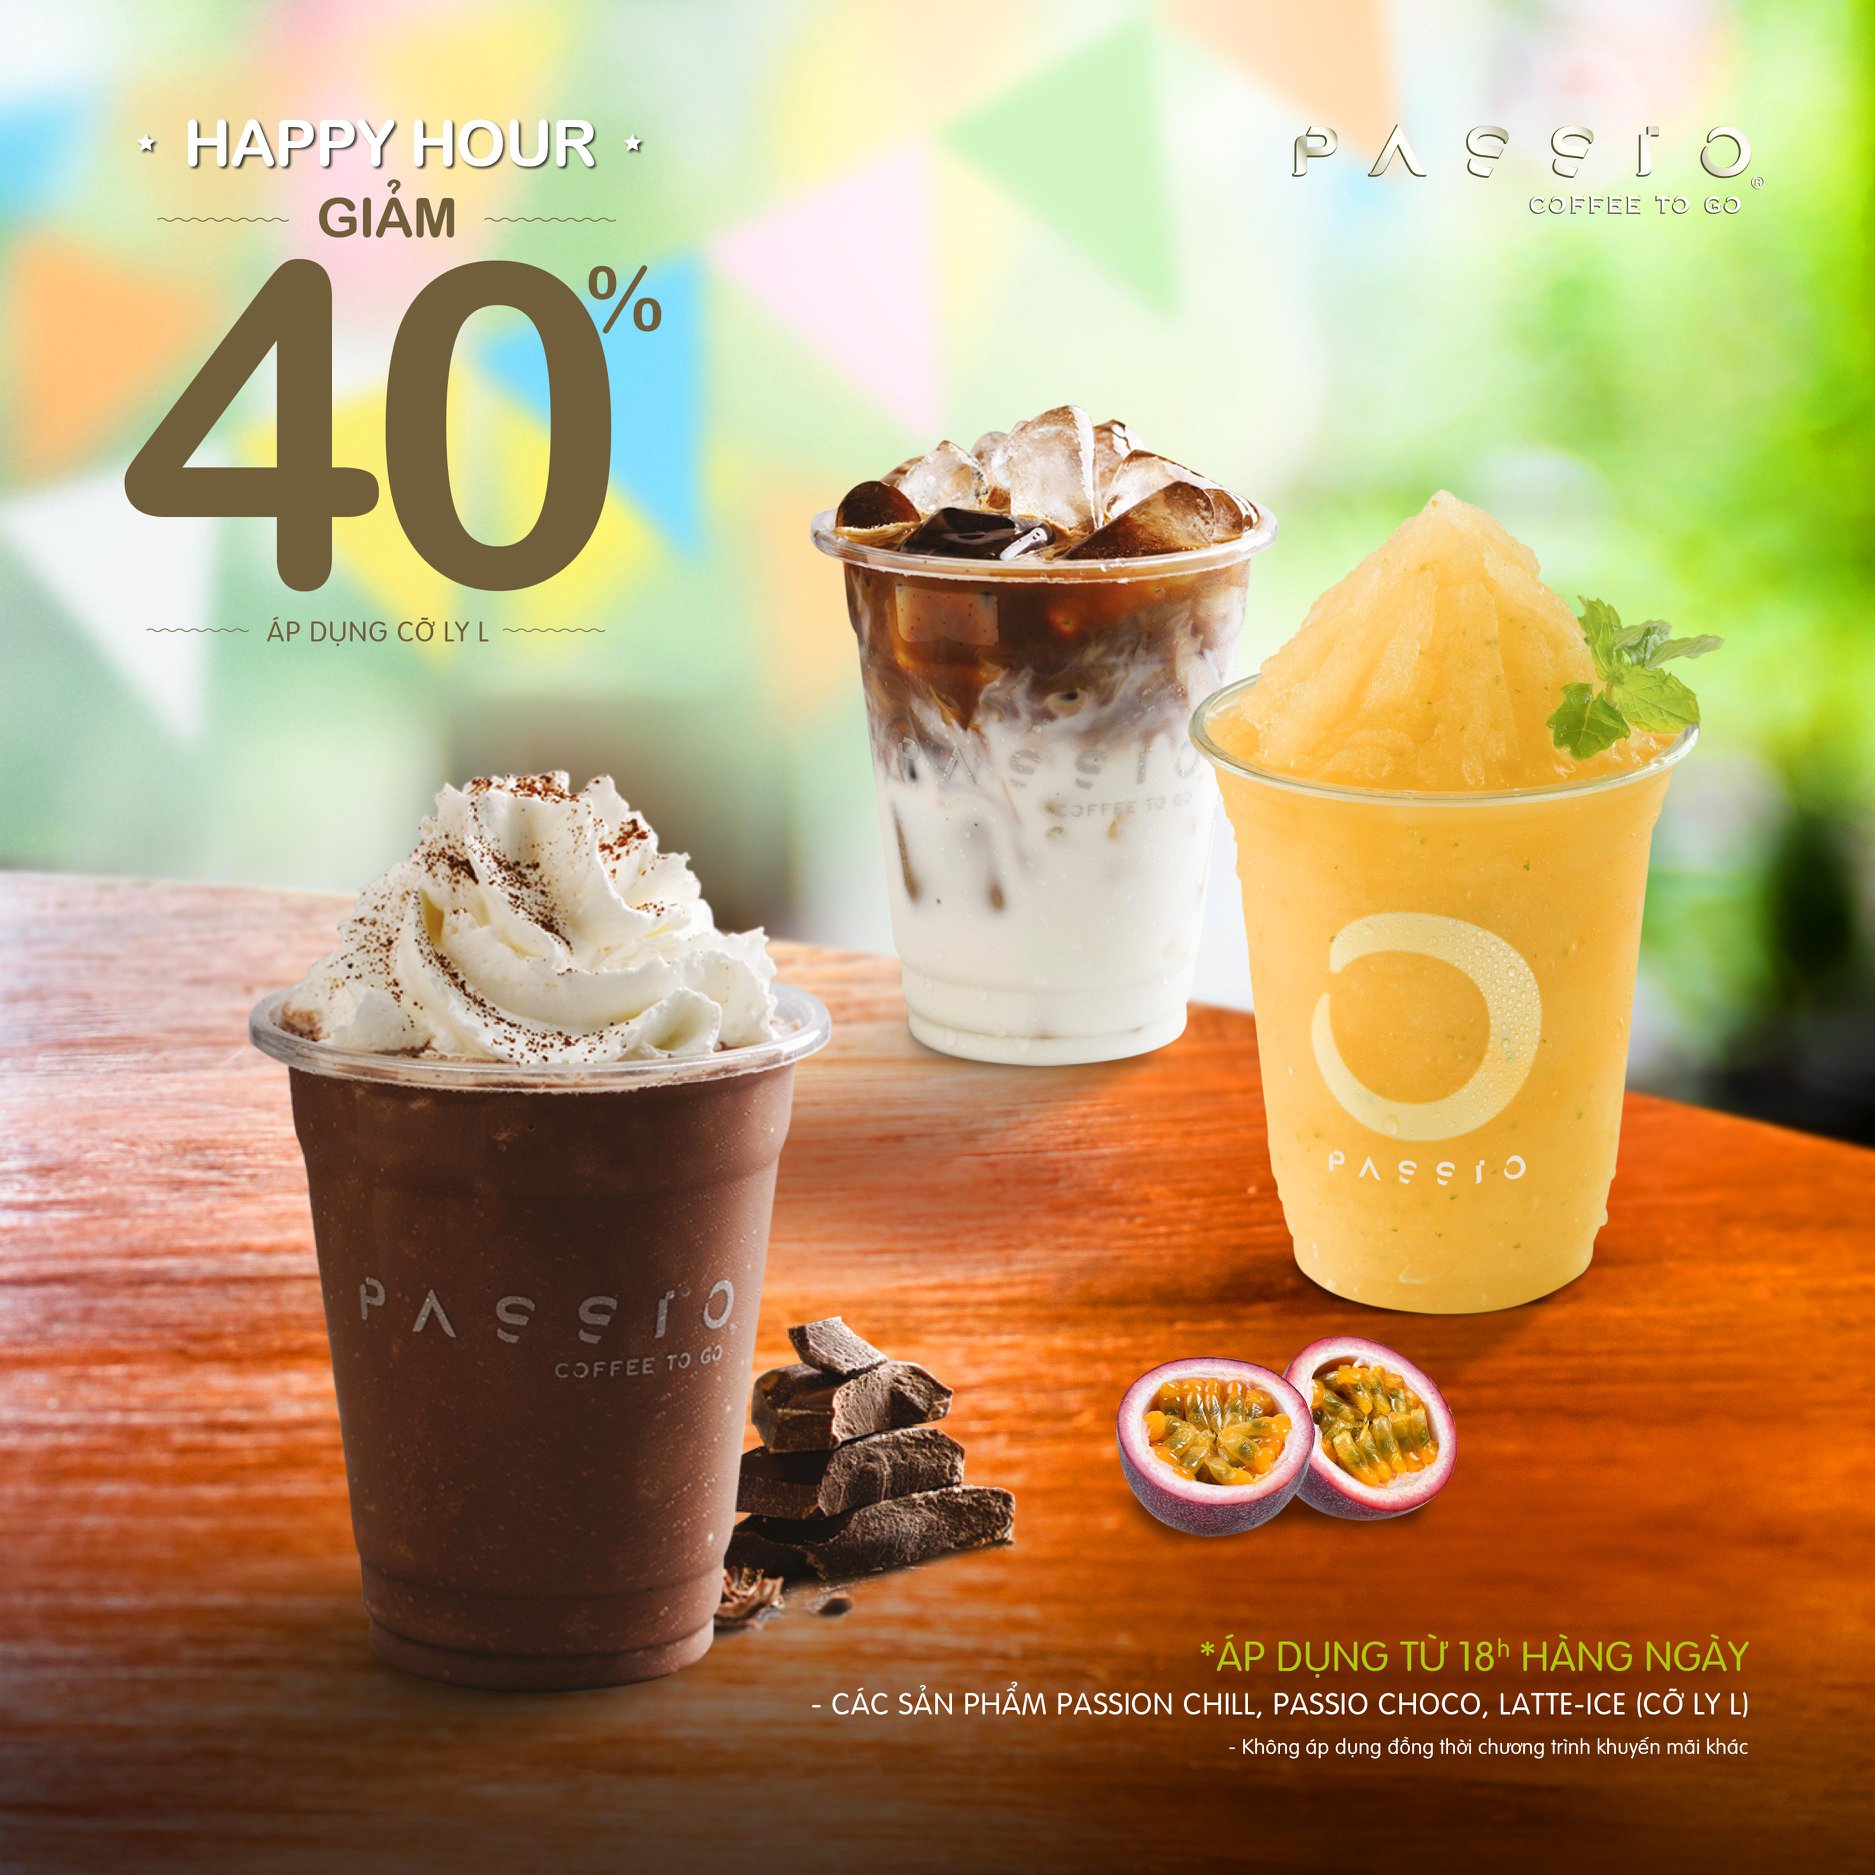 HAPPY HOUR
GIẢM
40%
ÁP DỤNG CỠ LY L
PASSIO®
COFFEE TO GO
PASSIO
COFFEE TO GO
PASSIO
PASSIO
COFFEE TO GO
*ÁP DỤNG TỪ 18h HÀNG NGÀY
- CÁC SẢN PHẨM PASSION CHILL, PASSIO CHOCO, LATTE-ICE (CỠ LY L)
- Không áp dụng đồng thời chương trình khuyến mãi khác